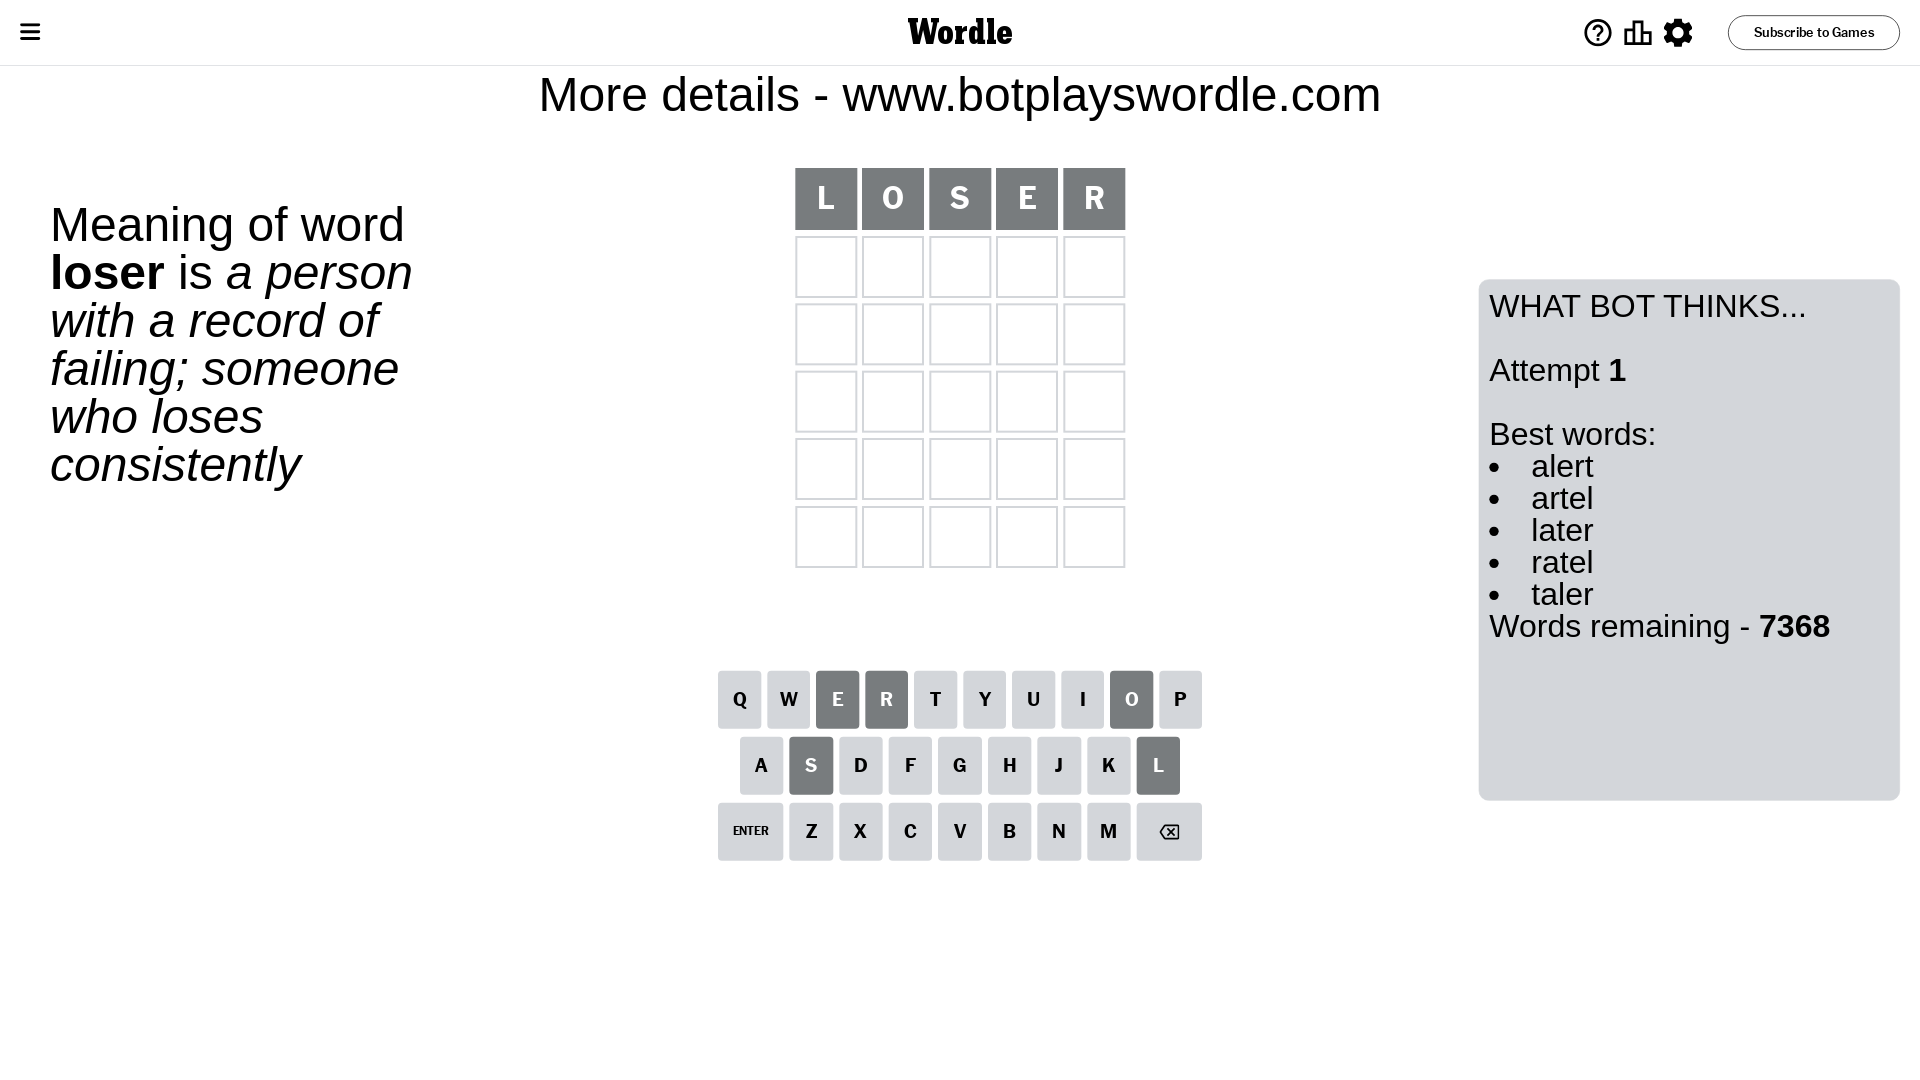 Wordle
Subscribe to Games
More details - www.botplayswordle.com
Meaning of word
loser is a person
with a record of
failing; someone
who loses
consistently
L O S E R
WHAT BOT THINKS...
Attempt 1
Best words:
• alert
• artel
• later
• ratel
• taler
Words remaining - 7368
Q W E R T Y U I O P
A S D F G H J K L
ENTER Z X C V B N M